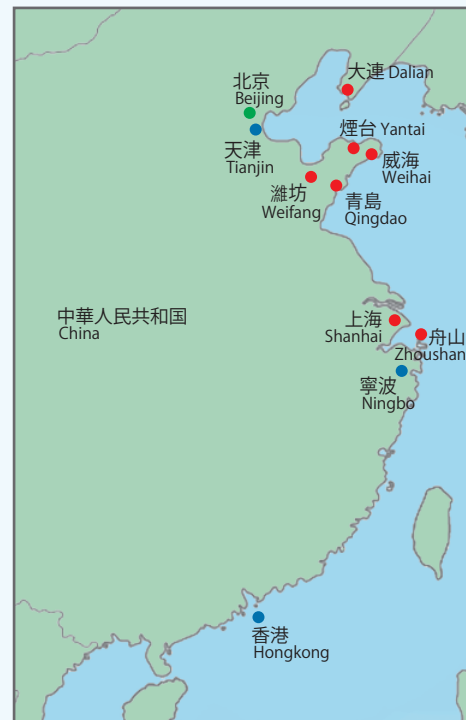 大連 Dalian
北京
Beijing
煙台 Yantai
天津
Tianjin
威海
Weihai
濰坊
Weifang
青島
Qingdao
中華人民共和国
China
上海
Shanhai
舟山
Zhoushan
寧波
Ningbo
香港
Hongkong